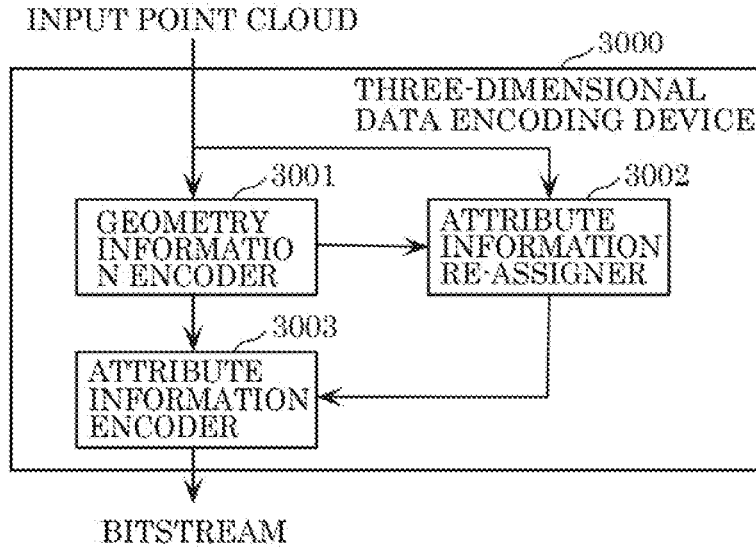 INPUT POINT CLOUD
3000
THREE-DIMENSIONAL
DATA ENCODING DEVICE
3001
GEOMETRY
INFORMATIO
N ENCODER
3002
ATTRIBUTE
INFORMATION
RE-ASSIGNER
3003
ATTRIBUTE
INFORMATION
ENCODER
BITSTREAM